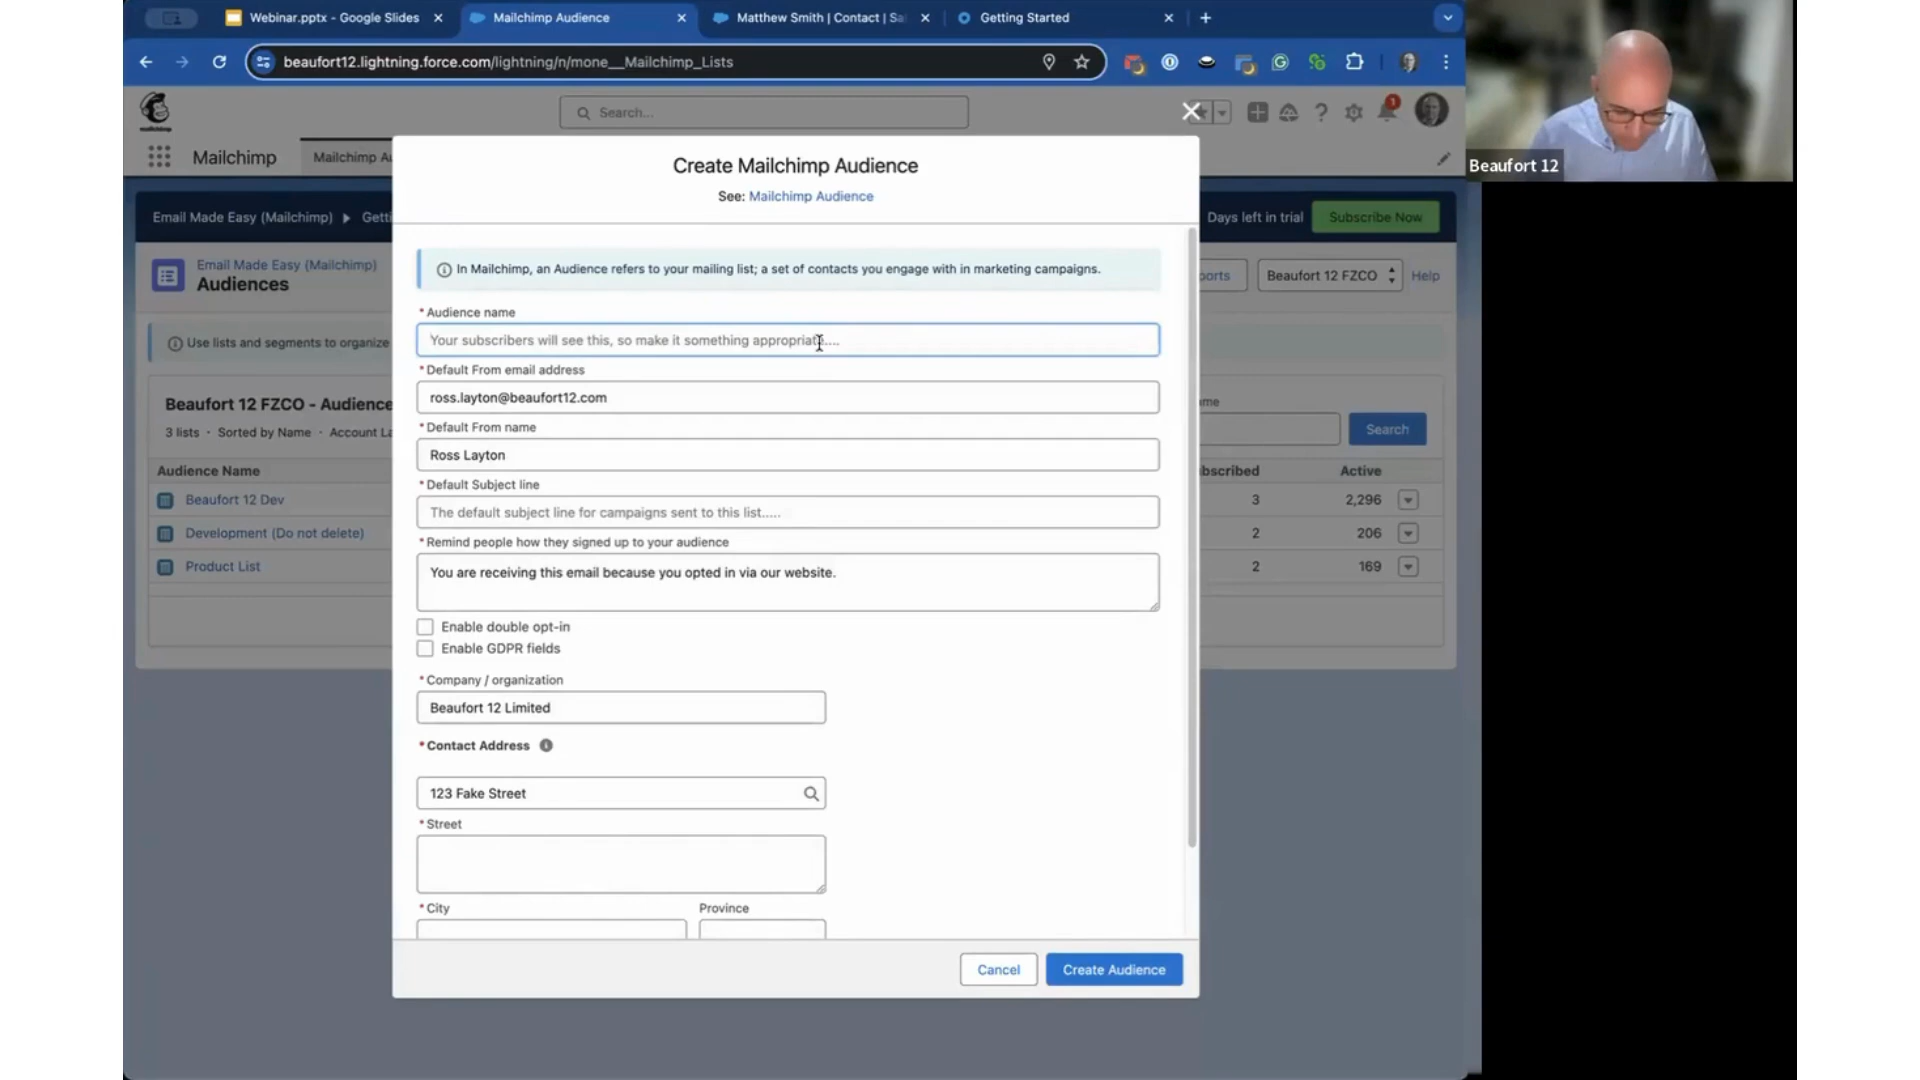 Webinar.pptx - Google Slides
Mailchimp Audience
Matthew Smith | Contact | Sa
Getting Started
beaufort12.lightning.force.com/lightning/n/mone__Mailchimp_Lists
mailchimp
Search...
1
Beaufort 12
Mailchimp
Mailchimp Au
Create Mailchimp Audience
See: Mailchimp Audience
Email Made Easy (Mailchimp)
Getti
Days left in trial
Subscribe Now
Email Made Easy (Mailchimp)
Audiences
ports
Beaufort 12 FZCO
Help
In Mailchimp, an Audience refers to your mailing list; a set of contacts you engage with in marketing campaigns.
Use lists and segments to organize
* Audience name
Your subscribers will see this, so make it something appropriate....
* Default From email address
ross.layton@beaufort12.com
* Default From name
Ross Layton
* Default Subject line
The default subject line for campaigns sent to this list.....
* Remind people how they signed up to your audience
You are receiving this email because you opted in via our website.
Enable double opt-in
Enable GDPR fields
* Company / organization
Beaufort 12 Limited
* Contact Address
123 Fake Street
* Street
* City
Province
Cancel
Create Audience
Beaufort 12 FZCO - Audience
3 lists · Sorted by Name · Account La
me
Search
Audience Name
bscribed
Active
Beaufort 12 Dev
3
2,296
Development (Do not delete)
2
206
Product List
2
169